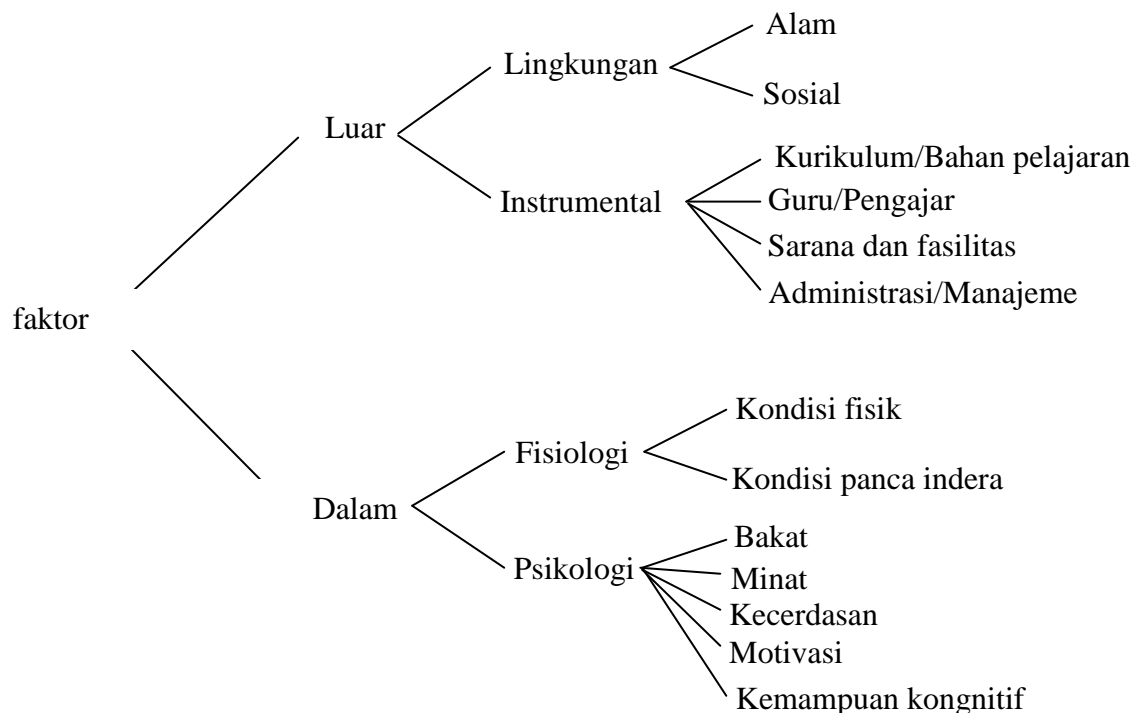 Alam
Lingkungan
Sosial
Luar
Kurikulum/Bahan pelajaran
Instrumental
Guru/Pengajar
Sarana dan fasilitas
Administrasi/Manajeme
faktor
Kondisi fisik
Fisiologi
Kondisi panca indera
Dalam
Bakat
Psikologi
Minat
Kecerdasan
Motivasi
Kemampuan kongnitif